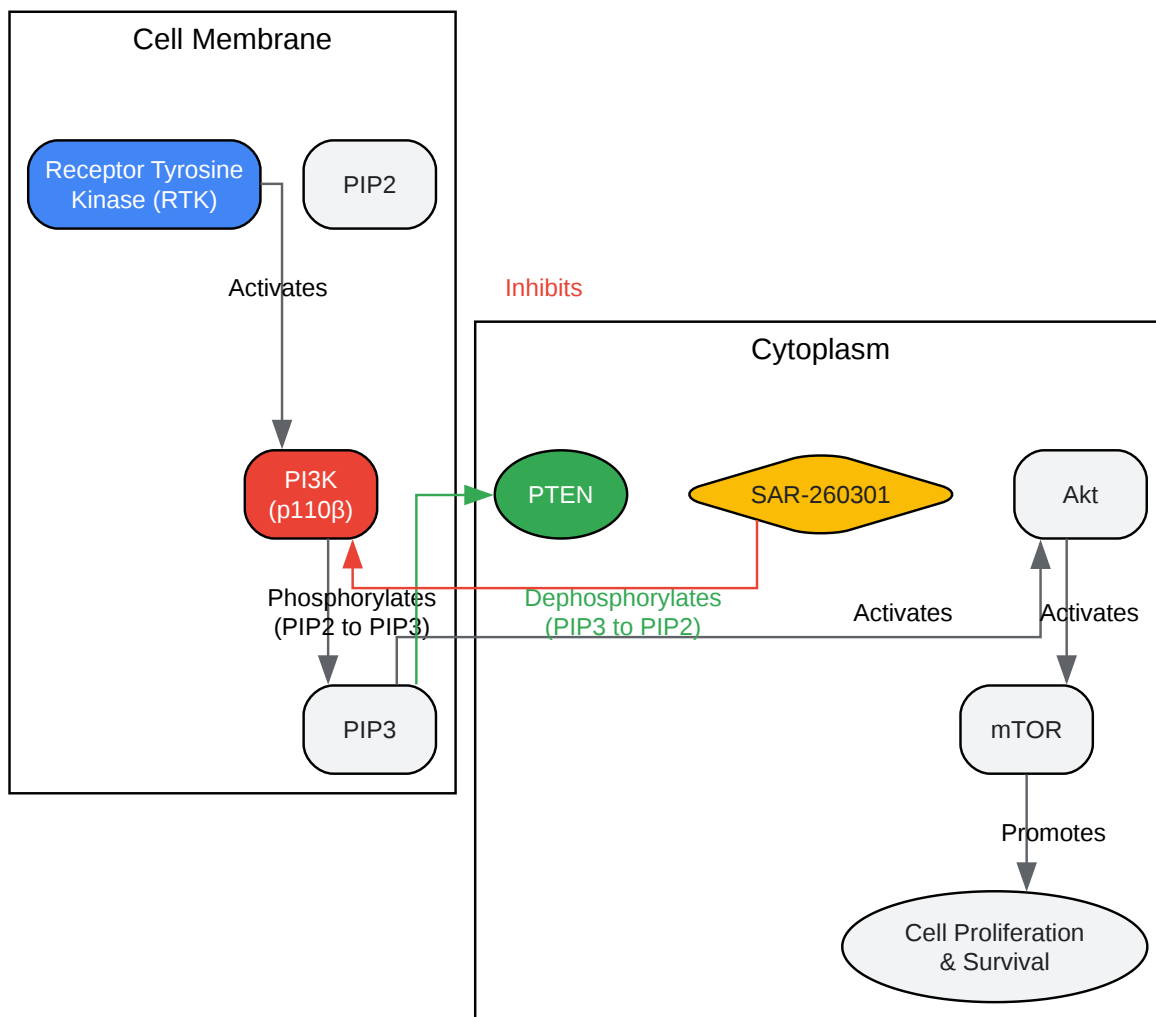 Cell Membrane
Receptor Tyrosine
Kinase (RTK)
PIP2
Activates
Inhibits
Cytoplasm
PI3K
(p110β)
PTEN
SAR-260301
Akt
Phosphorylates
(PIP2 to PIP3)
Dephosphorylates
(PIP3 to PIP2)
Activates
Activates
PIP3
mTOR
Promotes
Cell Proliferation
& Survival